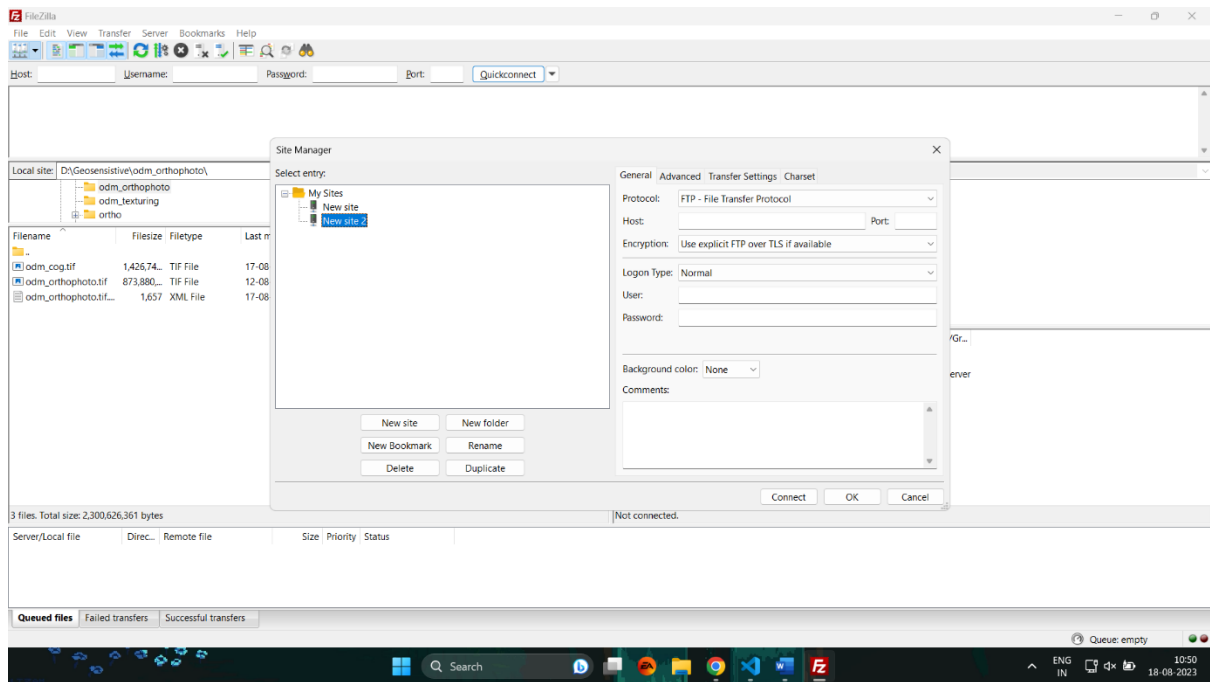 FileZilla
File Edit View Transfer Server Bookmarks Help
Host: Username: Password: Port: Quickconnect
Site Manager
Local site: D:\Geosensistive\odm_orthophoto\
odm_orthophoto
odm_texturing
ortho
Filename Filesize Filetype Last m
..
odm_cog.tif 1,426,74... TIF File 17-08
odm_orthophoto.tif 873,880,... TIF File 12-08
odm_orthophoto.tif.... 1,657 XML File 17-08
Select entry:
My Sites
New site
New site 2
New site New folder
New Bookmark Rename
Delete Duplicate
General Advanced Transfer Settings Charset
Protocol: FTP - File Transfer Protocol
Host: Port:
Encryption: Use explicit FTP over TLS if available
Logon Type: Normal
User:
Password:
Background color: None
Comments:
Connect OK Cancel
/Gr...
erver
3 files. Total size: 2,300,626,361 bytes
Not connected.
Server/Local file Direc... Remote file Size Priority Status
Queued files Failed transfers Successful transfers
Queue: empty
Search
ENG
IN
10:50
18-08-2023